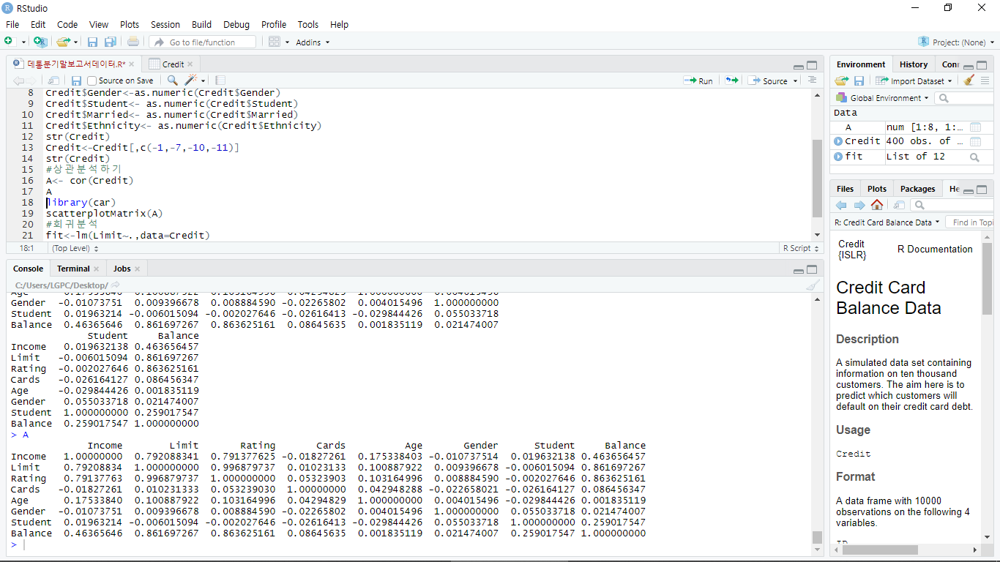 RStudio
File Edit Code View Plots Session Build Debug Profile Tools Help
Go to file/function Addins Project: (None)
데통분기말보고서데이터.R* Credit
Source on Save Run Source
8 Credit$Gender<-as.numeric(Credit$Gender)
9 Credit$Student<- as.numeric(Credit$Student)
10 Credit$Married<- as.numeric(Credit$Married)
11 Credit$Ethnicity<- as.numeric(Credit$Ethnicity)
12 str(Credit)
13 Credit<-Credit[,c(-1,-7,-10,-11)]
14 str(Credit)
15 #상관분석하기
16 A<- cor(Credit)
17 A
18 library(car)
19 scatterplotMatrix(A)
20 #회귀분석
21 fit<-lm(Limit~.,data=Credit)
18:1 (Top Level) R Script
Console Terminal Jobs
C:/Users/LGPC/Desktop/
Age 0.17533840 0.100887922 0.103164996 0.04294829 1.000000000 0.004015496
Gender -0.01073751 0.009396678 0.008884590 -0.02265802 0.004015496 1.000000000
Student 0.01963214 -0.006015094 -0.002027646 -0.02616413 -0.029844426 0.055033718
Balance 0.46365646 0.861697267 0.863625161 0.08645635 0.001835119 0.021474007
Student Balance
Income 0.019632138 0.463656457
Limit -0.006015094 0.861697267
Rating -0.002027646 0.863625161
Cards -0.026164127 0.086456347
Age -0.029844426 0.001835119
Gender 0.055033718 0.021474007
Student 1.000000000 0.259017547
Balance 0.259017547 1.000000000
> A
Income Limit Rating Cards Age Gender Student Balance
Income 1.00000000 0.792088341 0.791377625 -0.01827261 0.175338403 -0.010737514 0.019632138 0.463656457
Limit 0.79208834 1.000000000 0.996879737 0.01023133 0.100887922 0.009396678 -0.006015094 0.861697267
Rating 0.79137763 0.996879737 1.000000000 0.05323903 0.103164996 0.008884590 -0.002027646 0.863625161
Cards -0.01827261 0.010231333 0.053239030 1.00000000 0.042948288 -0.022658021 -0.026164127 0.086456347
Age 0.17533840 0.100887922 0.103164996 0.04294829 1.000000000 0.004015496 -0.029844426 0.001835119
Gender -0.01073751 0.009396678 0.008884590 -0.02265802 0.004015496 1.000000000 0.055033718 0.021474007
Student 0.01963214 -0.006015094 -0.002027646 -0.02616413 -0.029844426 0.055033718 1.000000000 0.259017547
Balance 0.46365646 0.861697267 0.863625161 0.08645635 0.001835119 0.021474007 0.259017547 1.000000000
>
Environment History Conn
Import Dataset
Global Environment
Data
A num [1:8, 1:…
Credit 400 obs. of …
fit List of 12
Files Plots Packages He
R: Credit Card Balance Data Find in Topi
Credit {ISLR} R Documentation
Credit Card
Balance Data
Description
A simulated data set containing
information on ten thousand
customers. The aim here is to
predict which customers will
default on their credit card debt.
Usage
Credit
Format
A data frame with 10000
observations on the following 4
variables.
ID